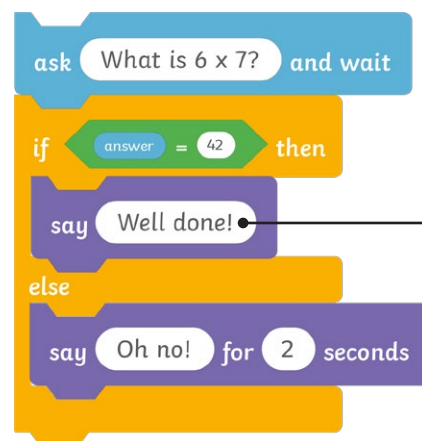 ask What is 6 x 7? and wait
if answer = 42 then
say Well done!
else
say Oh no! for 2 seconds